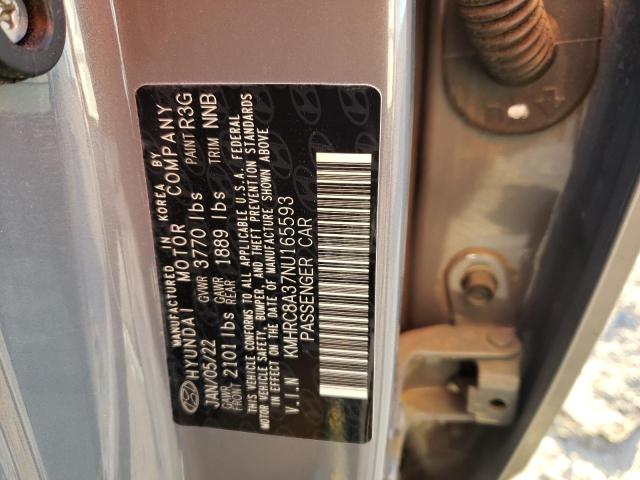 MANUFACTURED IN KOREA BY
HYUNDAI MOTOR COMPANY
JAN/05/22 GVWR 3770 lbs PAINT R3G
GAWR FRONT 2101 lbs GAWR REAR 1889 lbs TRIM NNB
THIS VEHICLE CONFORMS TO ALL APPLICABLE U.S.A. FEDERAL
MOTOR VEHICLE SAFETY, BUMPER, AND THEFT PREVENTION STANDARDS
IN EFFECT ON THE DATE OF MANUFACTURE SHOWN ABOVE
V.I.N KMHRC8A37NU165593
PASSENGER CAR